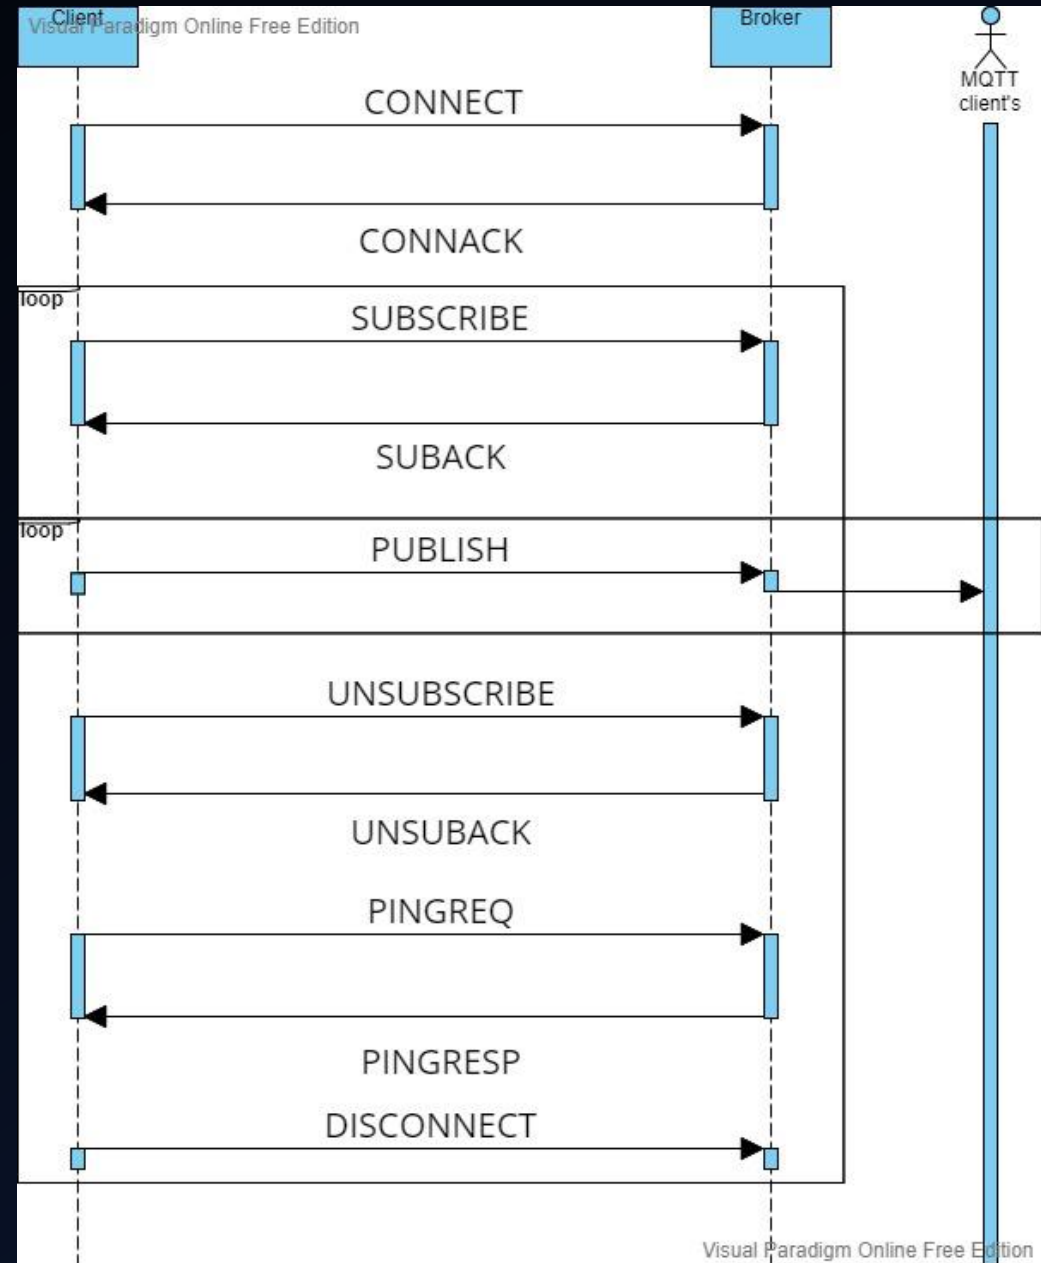 Client
Visual Paradigm Online Free Edition
Broker
MQTT
client's
CONNECT
CONNACK
loop
SUBSCRIBE
SUBACK
loop
PUBLISH
UNSUBSCRIBE
UNSUBACK
PINGREQ
PINGRESP
DISCONNECT
Visual Paradigm Online Free Edition